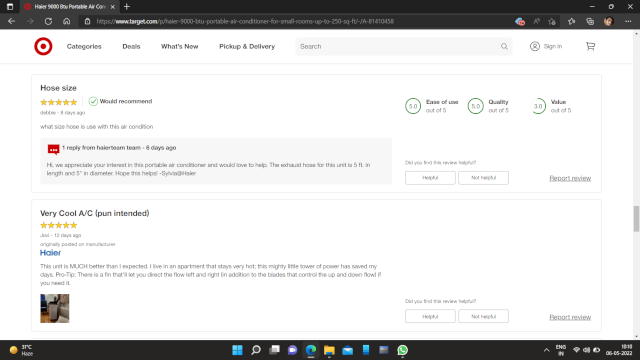 Haier 9000 Btu Portable Air Con
https://www.target.com/p/haier-9000-btu-portable-air-conditioner-for-small-rooms-up-to-250-sq-ft/-/A-81410458
Categories Deals What's New Pickup & Delivery Search Sign in
Hose size
Would recommend
debbie - 8 days ago
what size hose is use with this air condition
5.0 Ease of use out of 5
5.0 Quality out of 5
3.0 Value out of 5
1 reply from haierteam team - 6 days ago
Hi, we appreciate your interest in this portable air conditioner and would love to help. The exhaust hose for this unit is 5 ft. in
length and 5" in diameter. Hope this helps! -Sylvia@Haier
Did you find this review helpful?
Helpful Not helpful Report review
Very Cool A/C (pun intended)
- 12 days ago
originally posted on manufacturer
Haier
This unit is MUCH better than I expected. I live in an apartment that stays very hot; this mighty little tower of power has saved my
days. Pro-Tip: There is a fin that'll let you direct the flow left and right (in addition to the blades that control the up and down flow) if
you need it.
Did you find this review helpful?
Helpful Not helpful Report review
31°C
Haze
ENG
IN
18:10
06-05-2022